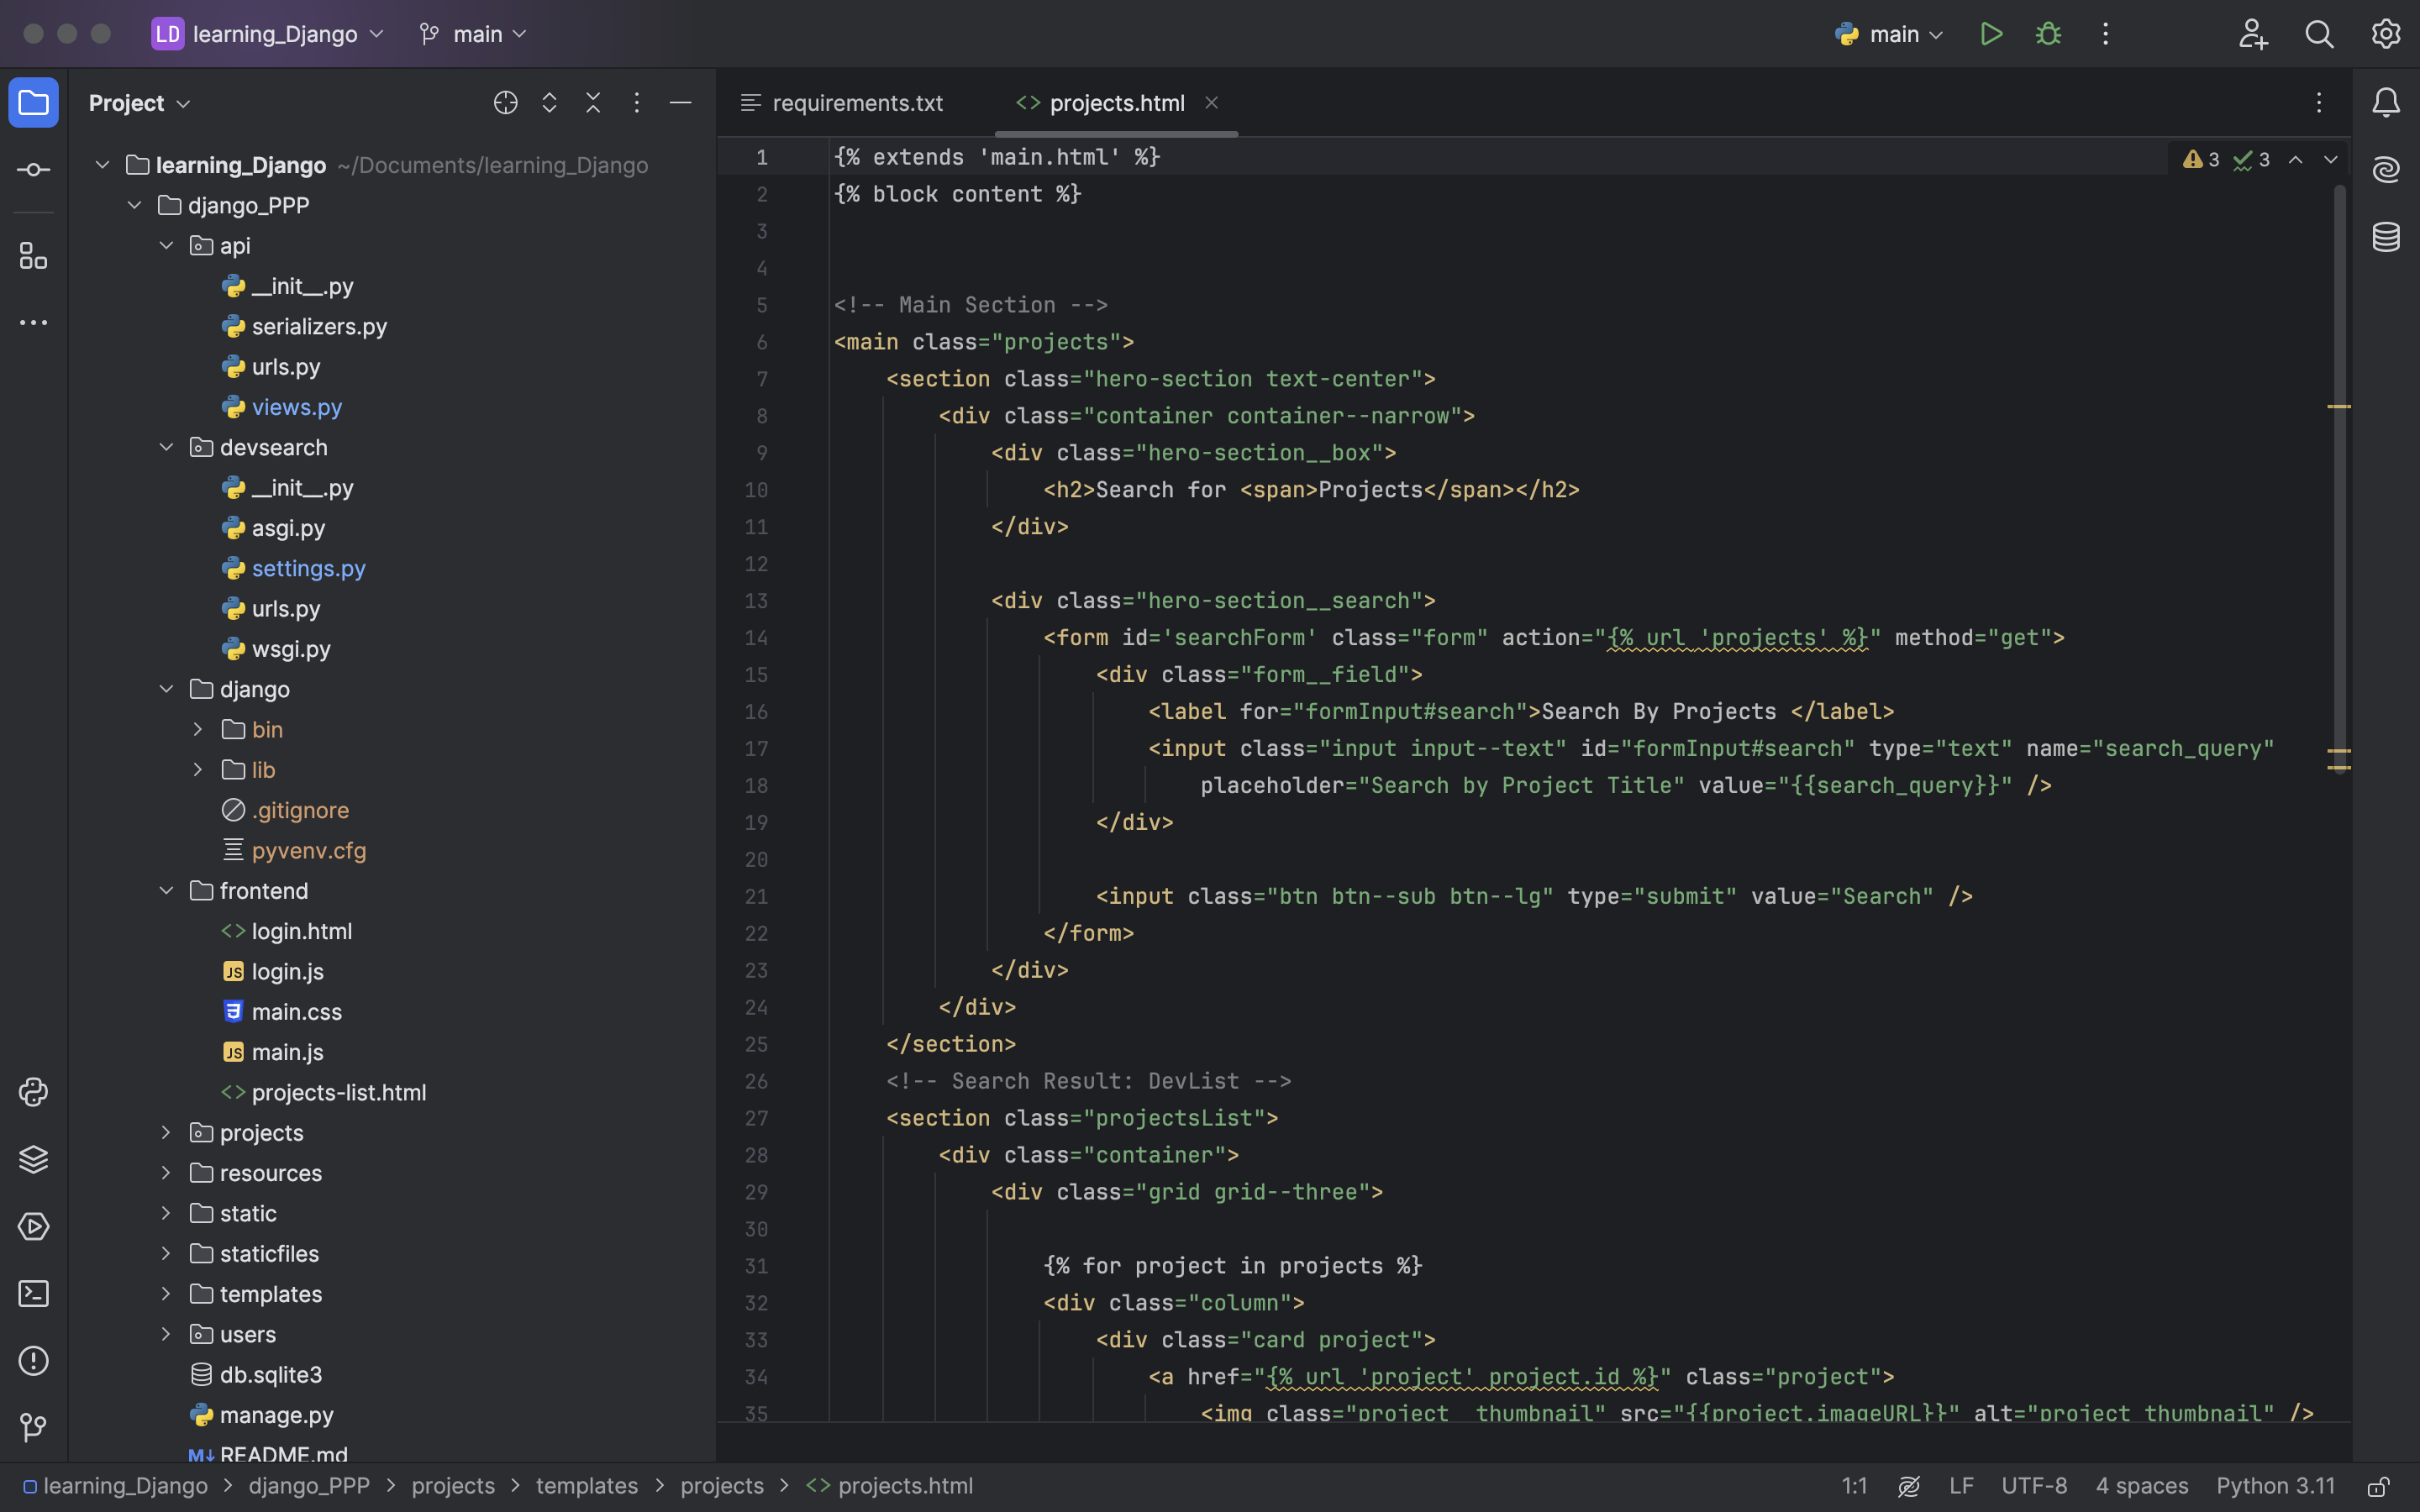 LD learning_Django main main
Project
requirements.txt projects.html
learning_Django ~/Documents/learning_Django
django_PPP
api
__init__.py
serializers.py
urls.py
views.py
devsearch
__init__.py
asgi.py
settings.py
urls.py
wsgi.py
django
bin
lib
.gitignore
pyvenv.cfg
frontend
login.html
JS login.js
main.css
JS main.js
projects-list.html
projects
resources
static
staticfiles
templates
users
db.sqlite3
manage.py
M↓ README.md
3 3
1 {% extends 'main.html' %}
2 {% block content %}
3
4
5 <!-- Main Section -->
6 <main class="projects">
7 <section class="hero-section text-center">
8 <div class="container container--narrow">
9 <div class="hero-section__box">
10 <h2>Search for <span>Projects</span></h2>
11 </div>
12
13 <div class="hero-section__search">
14 <form id='searchForm' class="form" action="{% url 'projects' %}" method="get">
15 <div class="form__field">
16 <label for="formInput#search">Search By Projects </label>
17 <input class="input input--text" id="formInput#search" type="text" name="search_query"
18 placeholder="Search by Project Title" value="{{search_query}}" />
19 </div>
20
21 <input class="btn btn--sub btn--lg" type="submit" value="Search" />
22 </form>
23 </div>
24 </div>
25 </section>
26 <!-- Search Result: DevList -->
27 <section class="projectsList">
28 <div class="container">
29 <div class="grid grid--three">
30
31 {% for project in projects %}
32 <div class="column">
33 <div class="card project">
34 <a href="{% url 'project' project.id %}" class="project">
35 <img class="project__thumbnail" src="{{project.imageURL}}" alt="project thumbnail" />
learning_Django > django_PPP > projects > templates > projects > projects.html
1:1 LF UTF-8 4 spaces Python 3.11